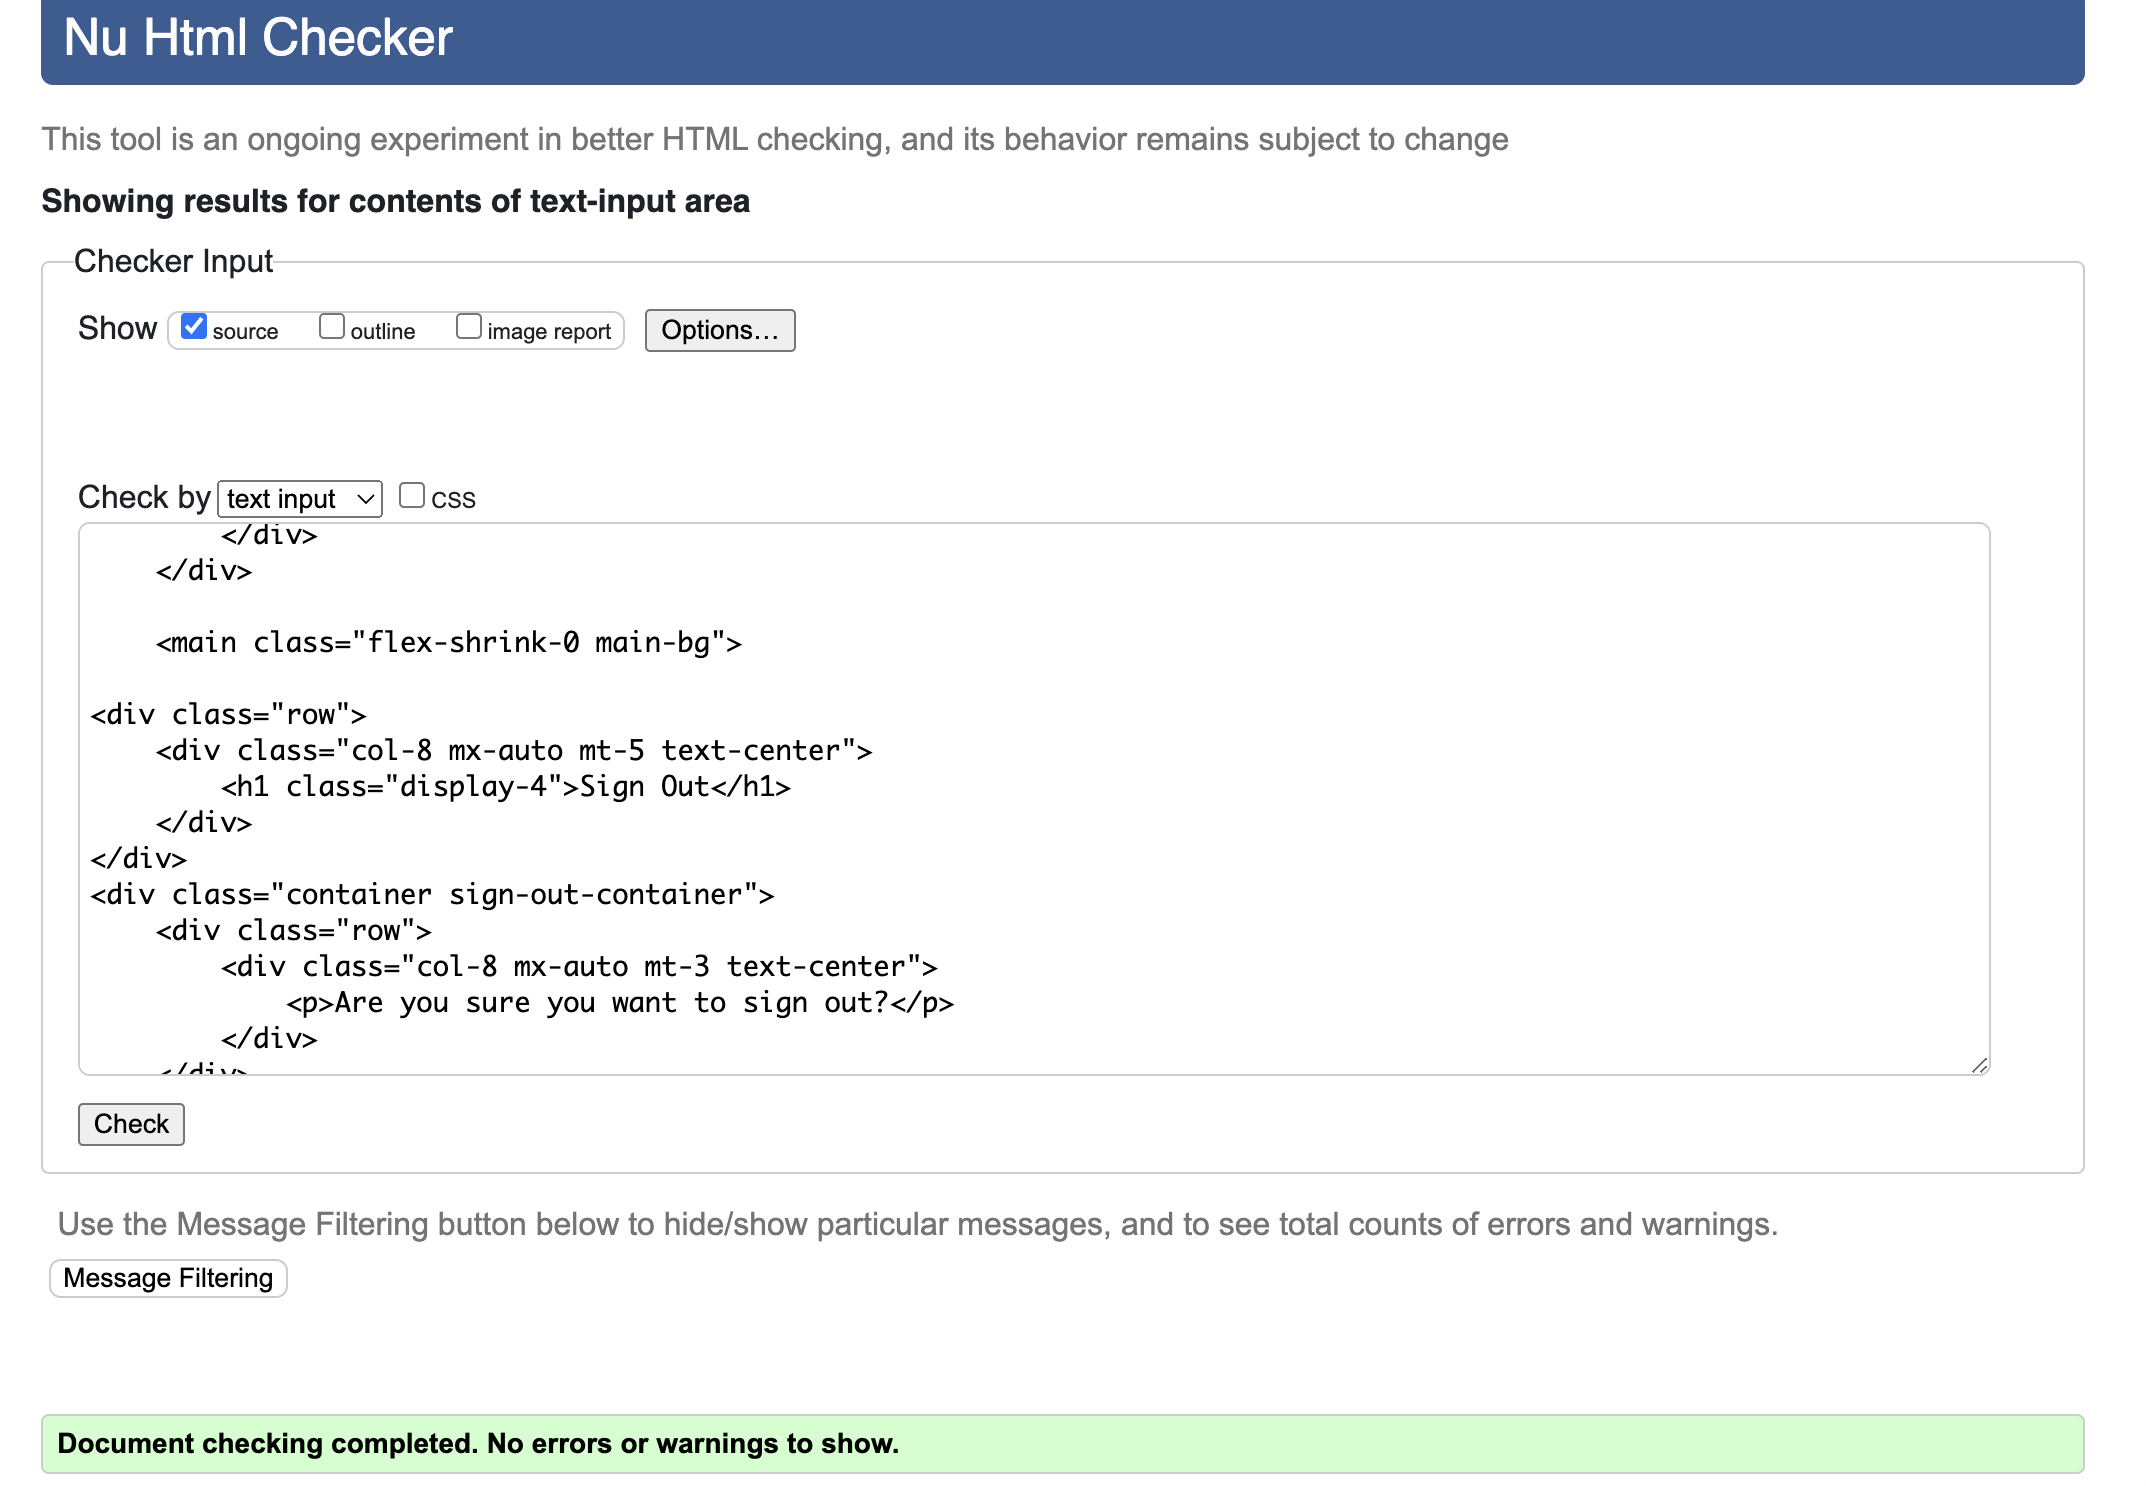 Nu Html Checker
This tool is an ongoing experiment in better HTML checking, and its behavior remains subject to change
Showing results for contents of text-input area
Checker Input
Show source outline image report Options...
Check by text input css
        </div>
    </div>
    <main class="flex-shrink-0 main-bg">
<div class="row">
    <div class="col-8 mx-auto mt-5 text-center">
        <h1 class="display-4">Sign Out</h1>
    </div>
</div>
<div class="container sign-out-container">
    <div class="row">
        <div class="col-8 mx-auto mt-3 text-center">
            <p>Are you sure you want to sign out?</p>
        </div>
    </div>
Check
Use the Message Filtering button below to hide/show particular messages, and to see total counts of errors and warnings.
Message Filtering
Document checking completed. No errors or warnings to show.